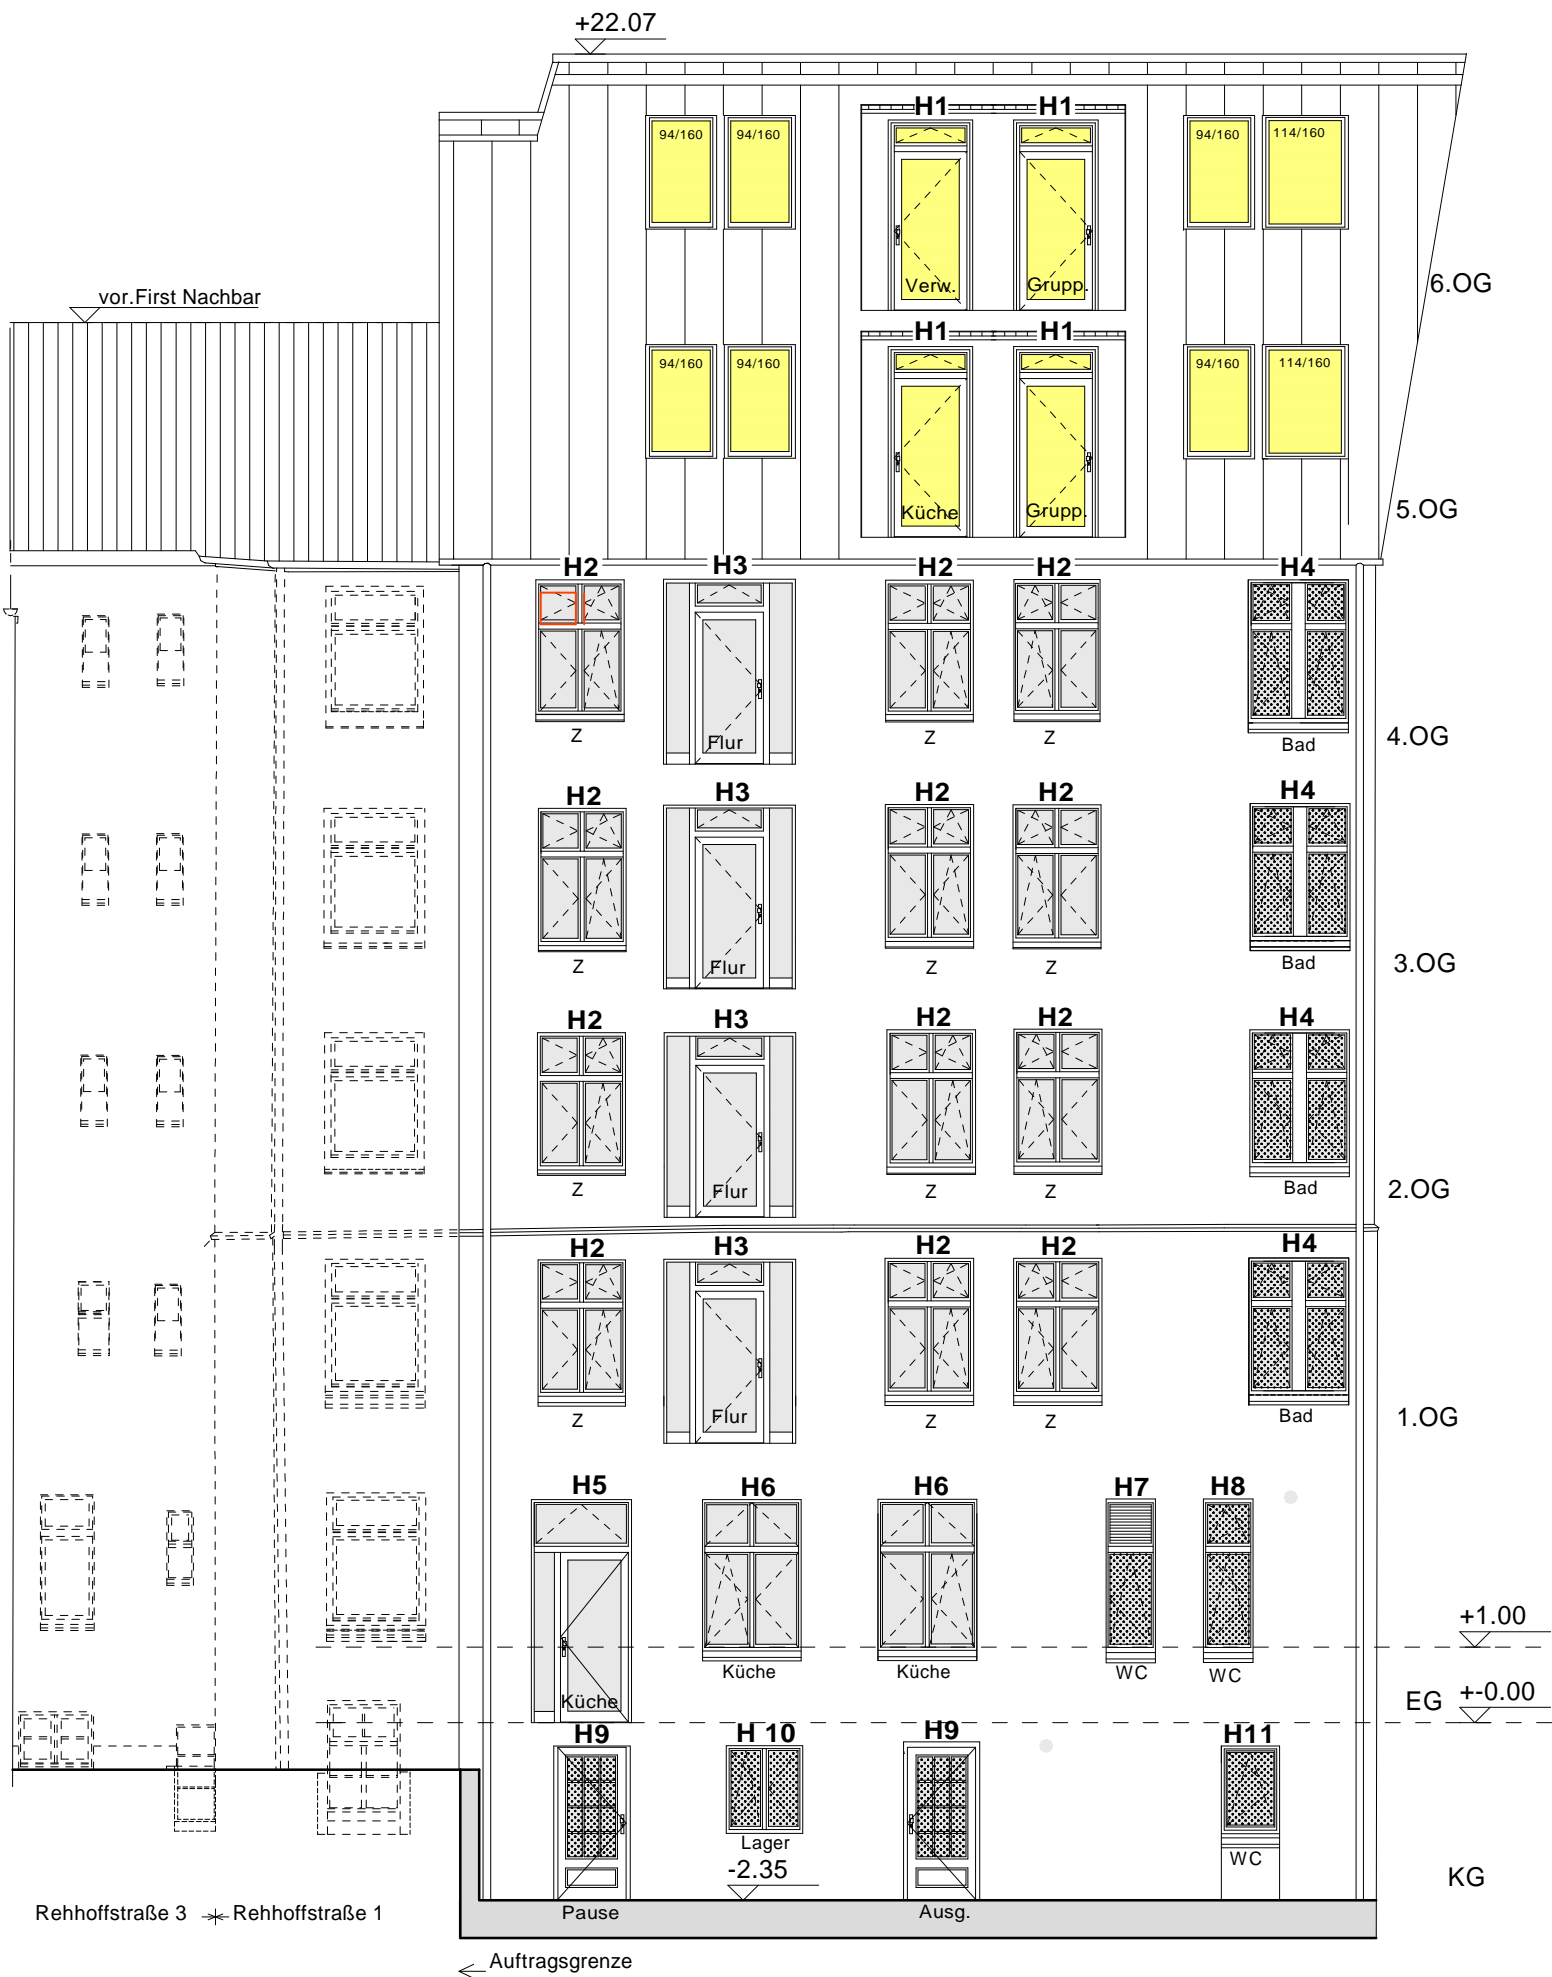 +22.07
H1 H1
94/160 94/160 94/160 114/160
Verw. Grupp.
6.OG
vor.First Nachbar
H1 H1
94/160 94/160 94/160 114/160
Küche Grupp.
5.OG
H2 H3 H2 H2 H4
Z Flur Z Z Bad
4.OG
H2 H3 H2 H2 H4
Z Flur Z Z Bad
3.OG
H2 H3 H2 H2 H4
Z Flur Z Z Bad
2.OG
H2 H3 H2 H2 H4
Z Flur Z Z Bad
1.OG
H5 H6 H6 H7 H8
+1.00
Küche Küche Küche WC WC
EG +-0.00
H9 H 10 H9 H11
Lager
WC
-2.35
KG
Rehhoffstraße 3 Rehhoffstraße 1
Pause Ausg.
Auftragsgrenze